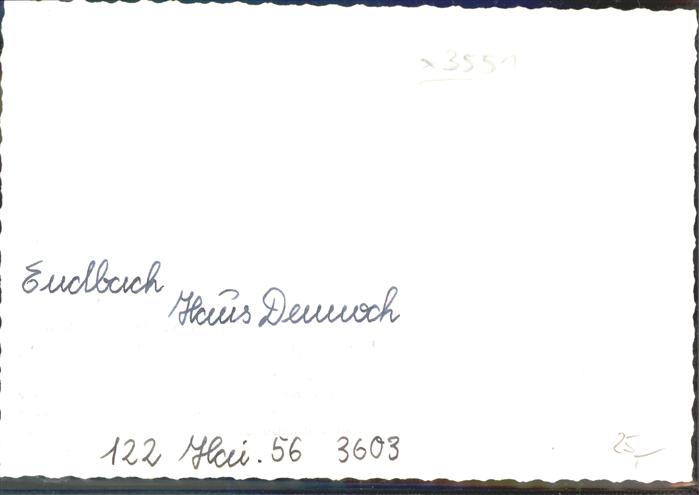 x3551
Endbach
Haus Dennoch
122 Hai. 56 3603
25,-